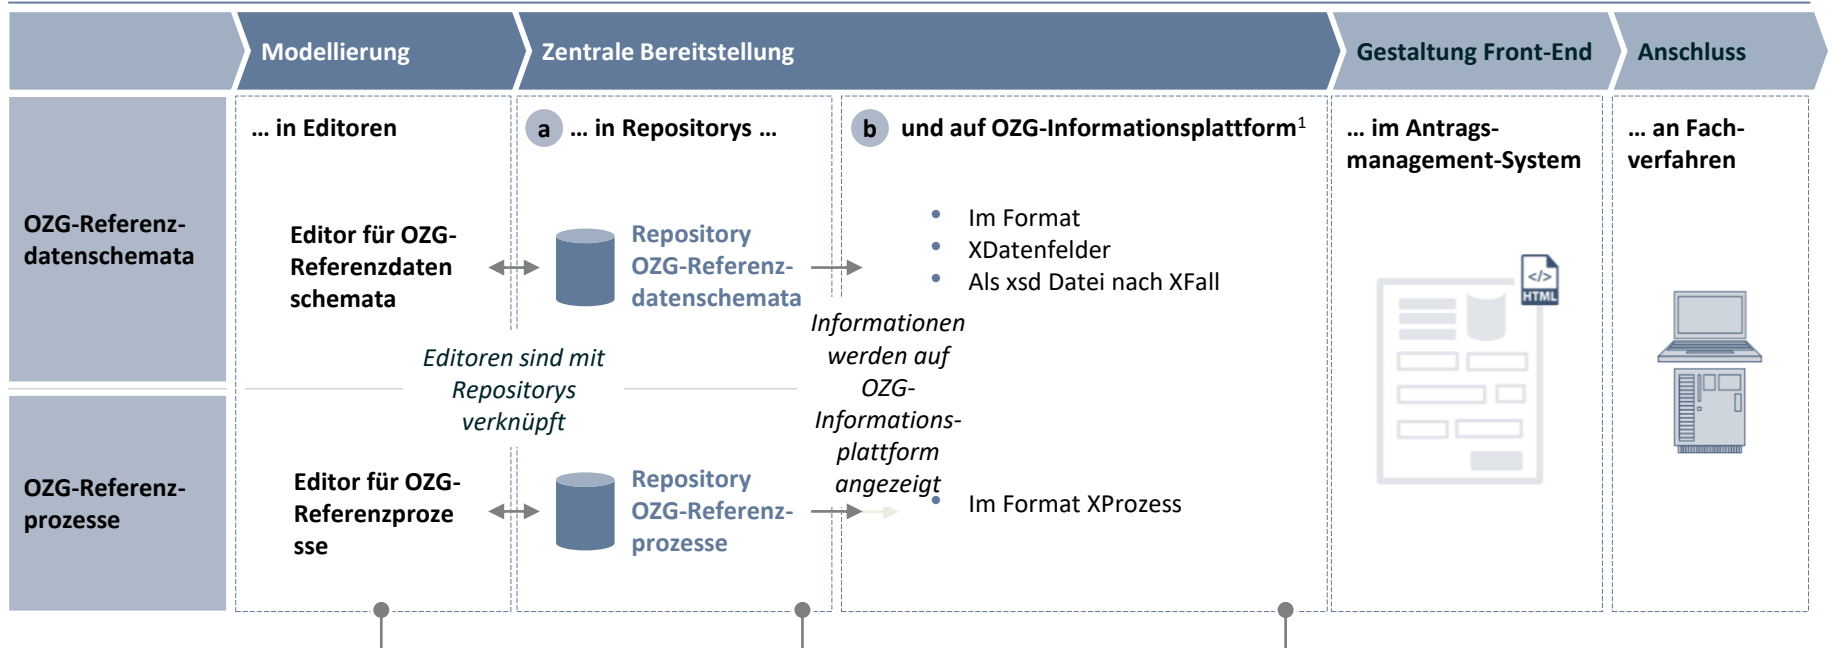 Modellierung
Zentrale Bereitstellung
Gestaltung Front-End
Anschluss
OZG-Referenz-
datenschemata
... in Editoren
a ... in Repositorys ...
b und auf OZG-Informationsplattform¹
... im Antrags-
management-System
... an Fach-
verfahren
Editor für OZG-
Referenzdaten
schemata
Repository
OZG-Referenz-
datenschemata
• Im Format
• XDatenfelder
• Als xsd Datei nach XFall
</>
HTML
Editoren sind mit
Repositorys
verknüpft
Informationen
werden auf
OZG-
Informations-
plattform
angezeigt
OZG-Referenz-
prozesse
Editor für OZG-
Referenzproze
sse
Repository
OZG-Referenz-
prozesse
• Im Format XProzess